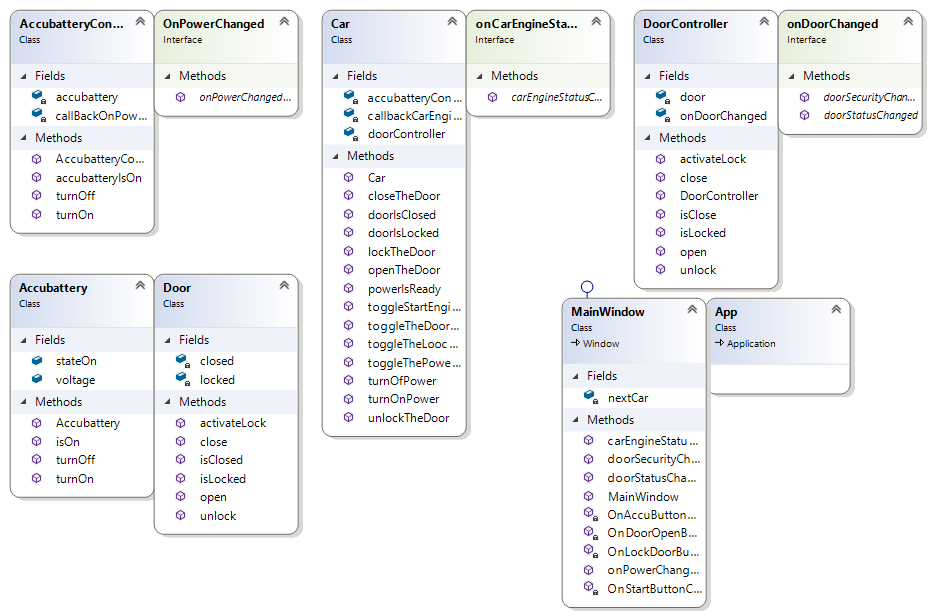 AccubatteryCon...
Class
Fields
accubattery
callBackOnPow...
Methods
AccubatteryCo...
accubatteryIsOn
turnOff
turnOn
OnPowerChanged
Interface
Methods
onPowerChanged...
Car
Class
Fields
accubatteryCon...
callbackCarEngi...
doorController
Methods
Car
closeTheDoor
doorIsClosed
doorIsLocked
lockTheDoor
openTheDoor
powerIsReady
toggleStartEngi...
toggleTheDoor...
toggleTheLooc...
toggleThePowe...
turnOfPower
turnOnPower
unlockTheDoor
onCarEngineSta...
Interface
Methods
carEngineStatusC...
DoorController
Class
Fields
door
onDoorChanged
Methods
activateLock
close
DoorController
isClose
isLocked
open
unlock
onDoorChanged
Interface
Methods
doorSecurityChan...
doorStatusChanged
Accubattery
Class
Fields
stateOn
voltage
Methods
Accubattery
isOn
turnOff
turnOn
Door
Class
Fields
closed
locked
Methods
activateLock
close
isClosed
isLocked
open
unlock
MainWindow
Class
Window
Fields
nextCar
Methods
carEngineStatu...
doorSecurityCh...
doorStatusCha...
MainWindow
OnAccuButton...
OnDoorOpenB...
OnLockDoorBu...
onPowerChang...
OnStartButtonC...
App
Class
Application